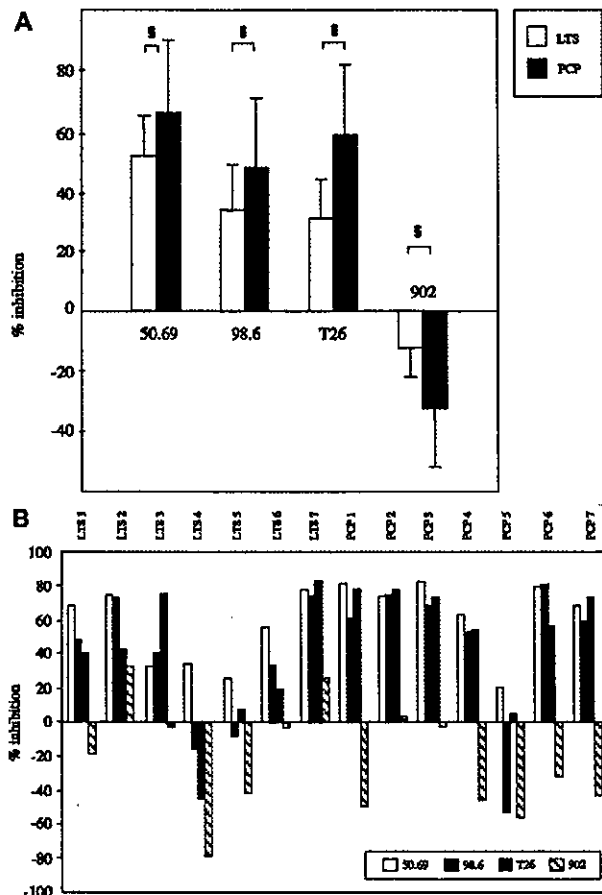 A
LTS
PCP
80
60
40
20
0
-20
-40
% inhibition
§
§
§
§
50.69
98.6
T26
902
B
LTS 1
LTS 2
LTS 3
LTS 4
LTS 5
LTS 6
LTS 7
PCP 1
PCP 2
PCP 3
PCP 4
PCP 5
PCP 6
PCP 7
100
80
60
40
20
0
-20
-40
-60
-80
-100
% inhibition
50.69
98.6
T26
902